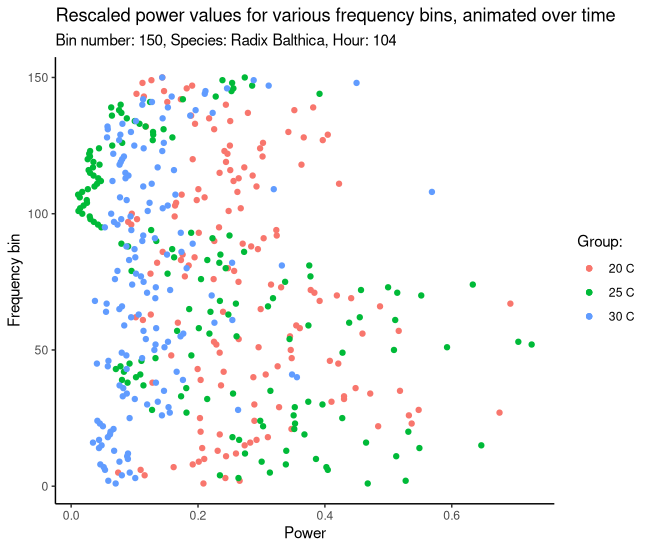 Rescaled power values for various frequency bins, animated over time
Bin number: 150, Species: Radix Balthica, Hour: 104
150
100
50
0
Frequency bin
0.0 0.2 0.4 0.6
Power
Group:
20 C
25 C
30 C